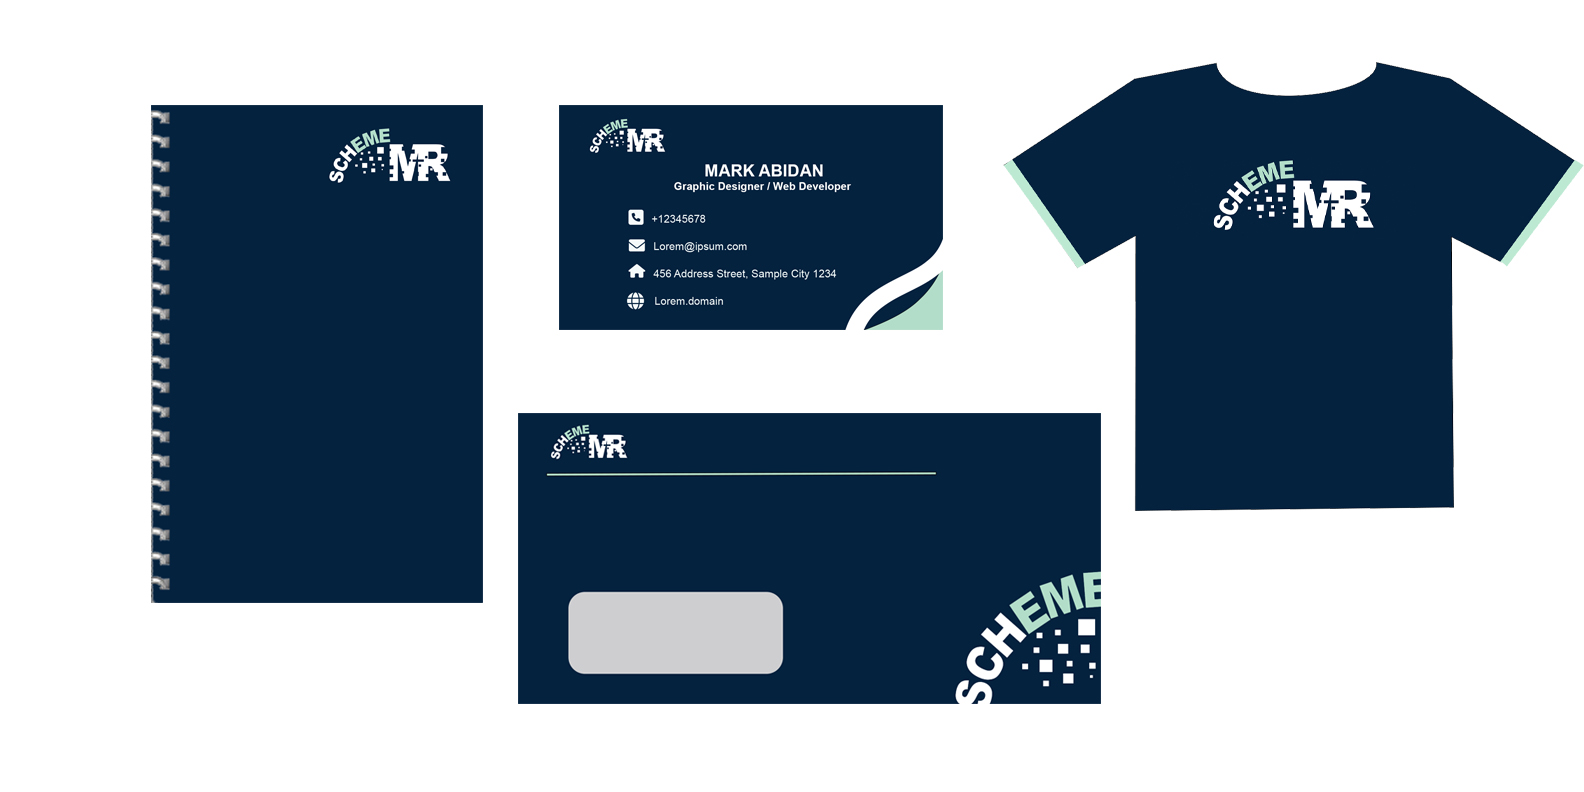 SCHEME
MR
SCHEME
MR
MARK ABIDAN
Graphic Designer / Web Developer
+12345678
Lorem@ipsum.com
456 Address Street, Sample City 1234
Lorem.domain
SCHEME
MR
SCHEME
MR
SCHEME